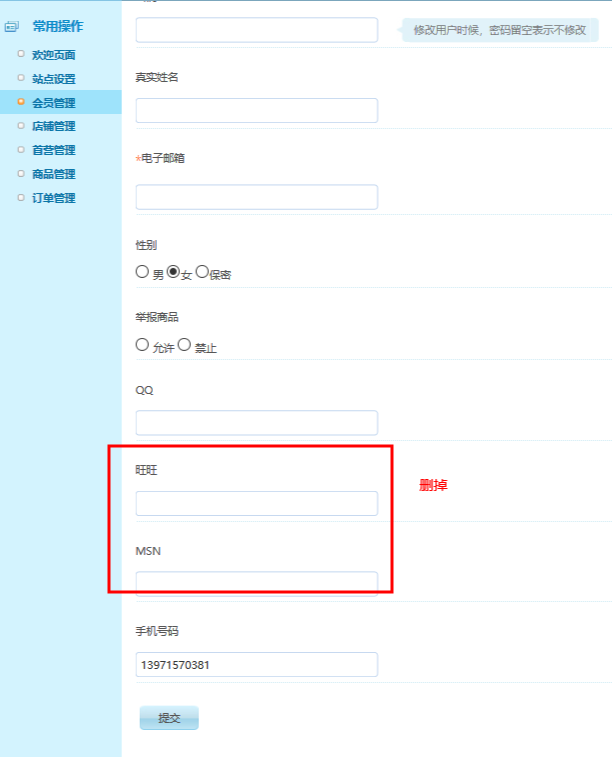 常用操作
欢迎页面
站点设置
会员管理
店铺管理
首营管理
商品管理
订单管理
修改用户时候，密码留空表示不修改
真实姓名
*电子邮箱
性别
男 女 保密
举报商品
允许 禁止
QQ
旺旺
删掉
MSN
手机号码
13971570381
提交